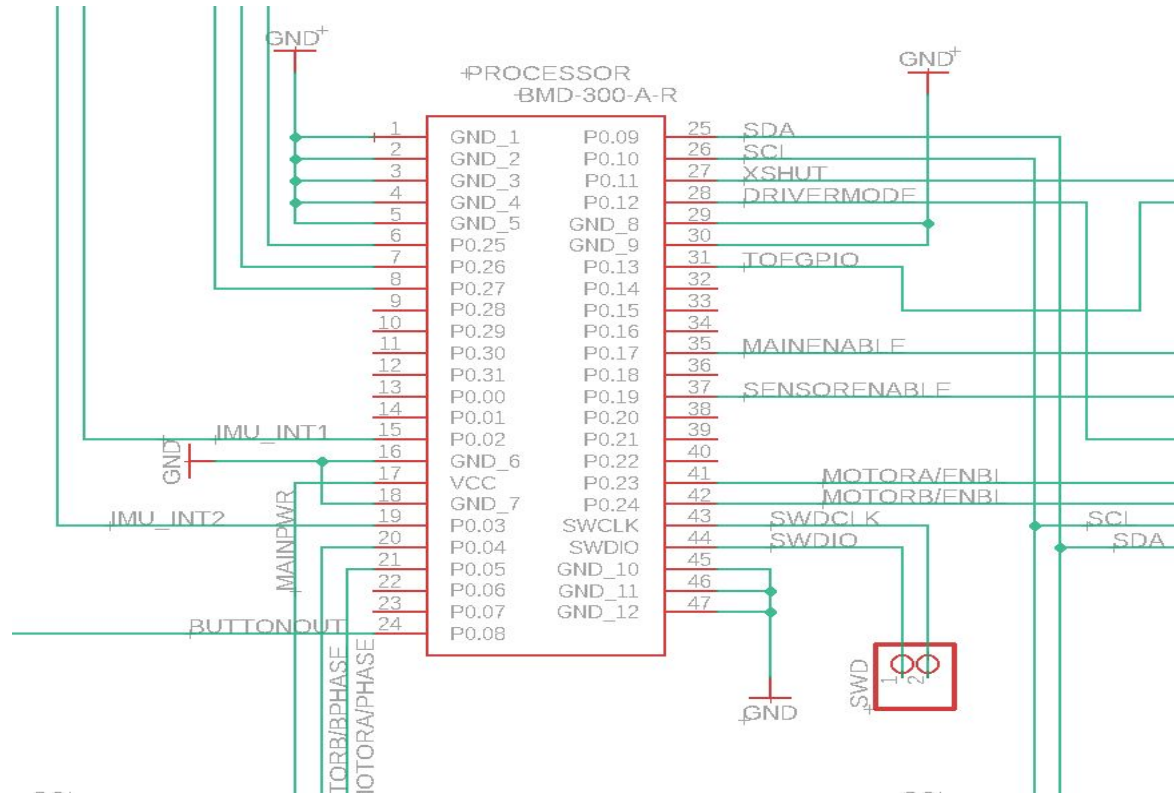 GND
GND
PROCESSOR
BMD-300-A-R
1 GND_1 P0.09 25 SDA
2 GND_2 P0.10 26 SCL
3 GND_3 P0.11 27 XSHUT
4 GND_4 P0.12 28 DRIVERMODE
5 GND_5 GND_8 29
6 P0.25 GND_9 30
7 P0.26 P0.13 31 TOFGPIO
8 P0.27 P0.14 32
9 P0.28 P0.15 33
10 P0.29 P0.16 34
11 P0.30 P0.17 35 MAINENABLE
12 P0.31 P0.18 36
13 P0.00 P0.19 37 SENSORENABLE
14 P0.01 P0.20 38
IMU_INT1 15 P0.02 P0.21 39
GND 16 GND_6 P0.22 40
17 VCC P0.23 41 MOTORA/ENBL
18 GND_7 P0.24 42 MOTORB/ENBL
IMU_INT2 19 P0.03 SWCLK 43 SWDCLK SCL
20 P0.04 SWDIO 44 SWDIO SDA
MAINPWR
21 P0.05 GND_10 45
22 P0.06 GND_11 46
23 P0.07 GND_12 47
BUTTONOUT 24 P0.08
TORB/BPHASE
MOTORA/PHASE
GND
SWD
1
2